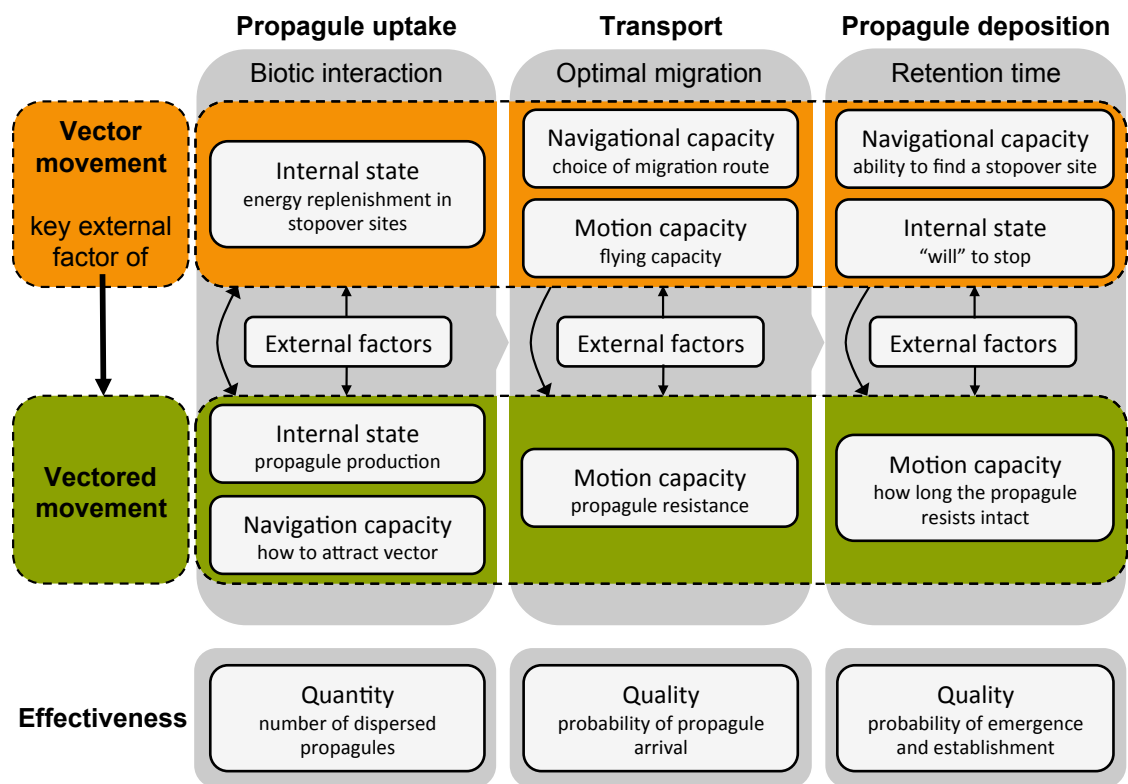 Propagule uptake
Transport
Propagule deposition
Biotic interaction
Optimal migration
Retention time
Vector
movement
key external
factor of
Internal state
energy replenishment in
stopover sites
Navigational capacity
choice of migration route
Motion capacity
flying capacity
Navigational capacity
ability to find a stopover site
Internal state
“will” to stop
External factors
External factors
External factors
Vectored
movement
Internal state
propagule production
Navigation capacity
how to attract vector
Motion capacity
propagule resistance
Motion capacity
how long the propagule
resists intact
Effectiveness
Quantity
number of dispersed
propagules
Quality
probability of propagule
arrival
Quality
probability of emergence
and establishment